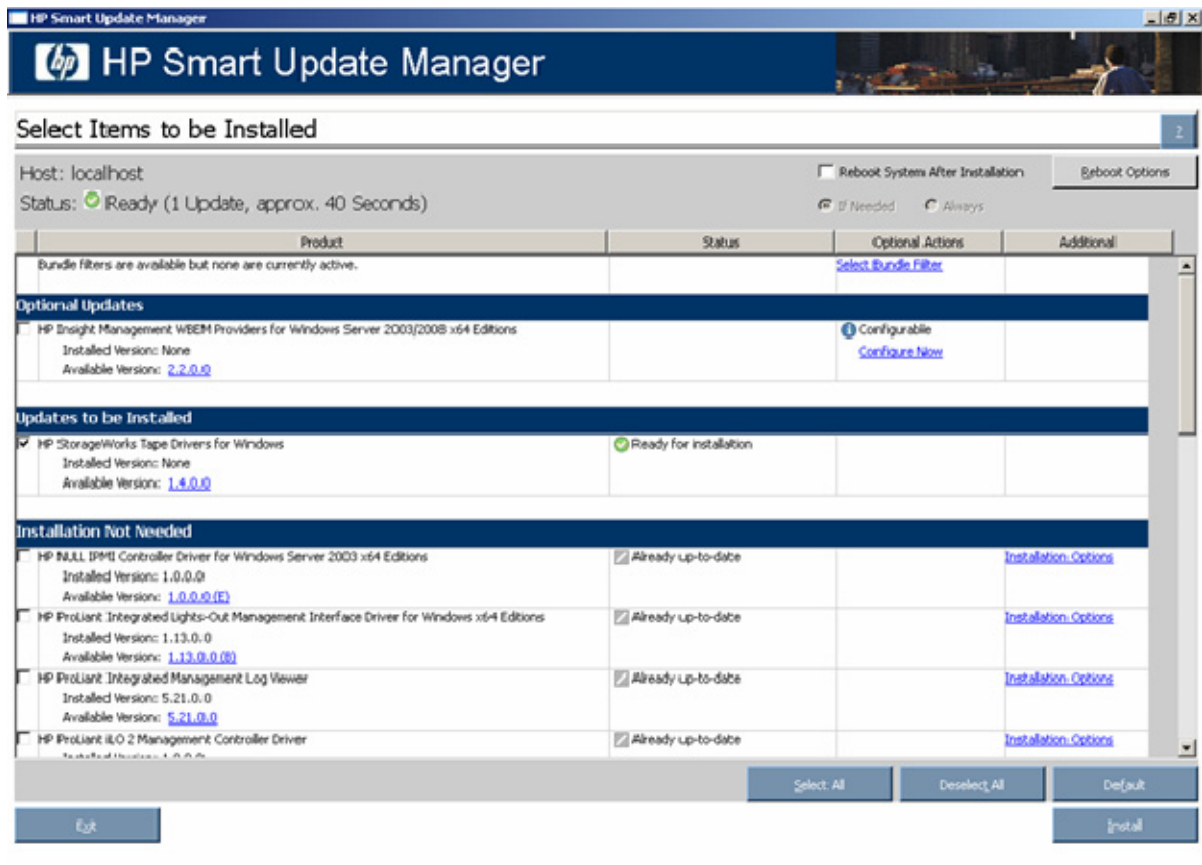 HP Smart Update Manager
hp HP Smart Update Manager
Select Items to be Installed
?
Host: localhost
Reboot System After Installation
Reboot Options
Status: Ready (1 Update, approx. 40 Seconds)
If Needed Always
Product Status Optional Actions Additional
Bundle filters are available but none are currently active. Select Bundle Filter
Optional Updates
HP Insight Management WBEM Providers for Windows Server 2003/2008 x64 Editions Configurable
Installed Version: None Configure Now
Available Version: 2.2.0.0
Updates to be Installed
HP StorageWorks Tape Drivers for Windows Ready for installation
Installed Version: None
Available Version: 1.4.0.0
Installation Not Needed
HP NULL IPMI Controller Driver for Windows Server 2003 x64 Editions Already up-to-date Installation Options
Installed Version: 1.0.0.0
Available Version: 1.0.0.0 (E)
HP ProLiant Integrated Lights-Out Management Interface Driver for Windows x64 Editions Already up-to-date Installation Options
Installed Version: 1.13.0.0
Available Version: 1.13.0.0 (B)
HP ProLiant Integrated Management Log Viewer Already up-to-date Installation Options
Installed Version: 5.21.0.0
Available Version: 5.21.0.0
HP ProLiant iLO 2 Management Controller Driver Already up-to-date Installation Options
Select All Deselect All Default
Exit Install